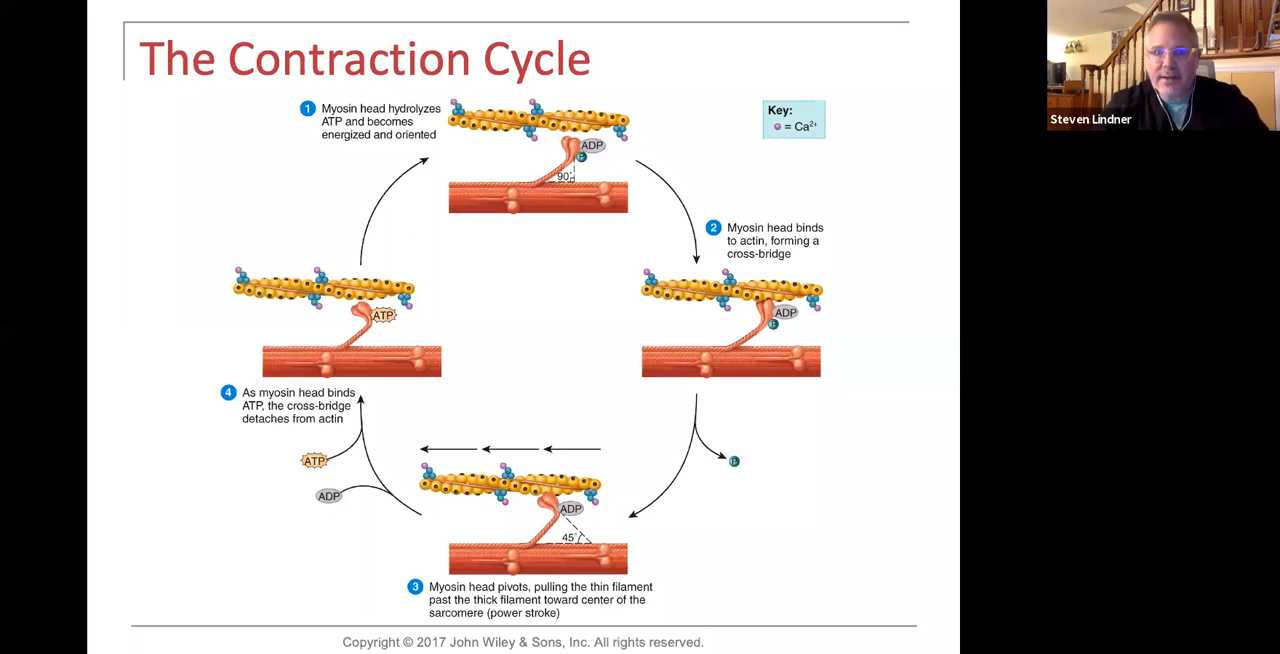 The Contraction Cycle
1 Myosin head hydrolyzes
ATP and becomes
energized and oriented
Key:
= Ca²⁺
Steven Lindner
ADP
P
90°
2 Myosin head binds
to actin, forming a
cross-bridge
ADP
P
ATP
4 As myosin head binds
ATP, the cross-bridge
detaches from actin
ATP
ADP
P
ADP
45°
3 Myosin head pivots, pulling the thin filament
past the thick filament toward center of the
sarcomere (power stroke)
Copyright © 2017 John Wiley & Sons, Inc. All rights reserved.